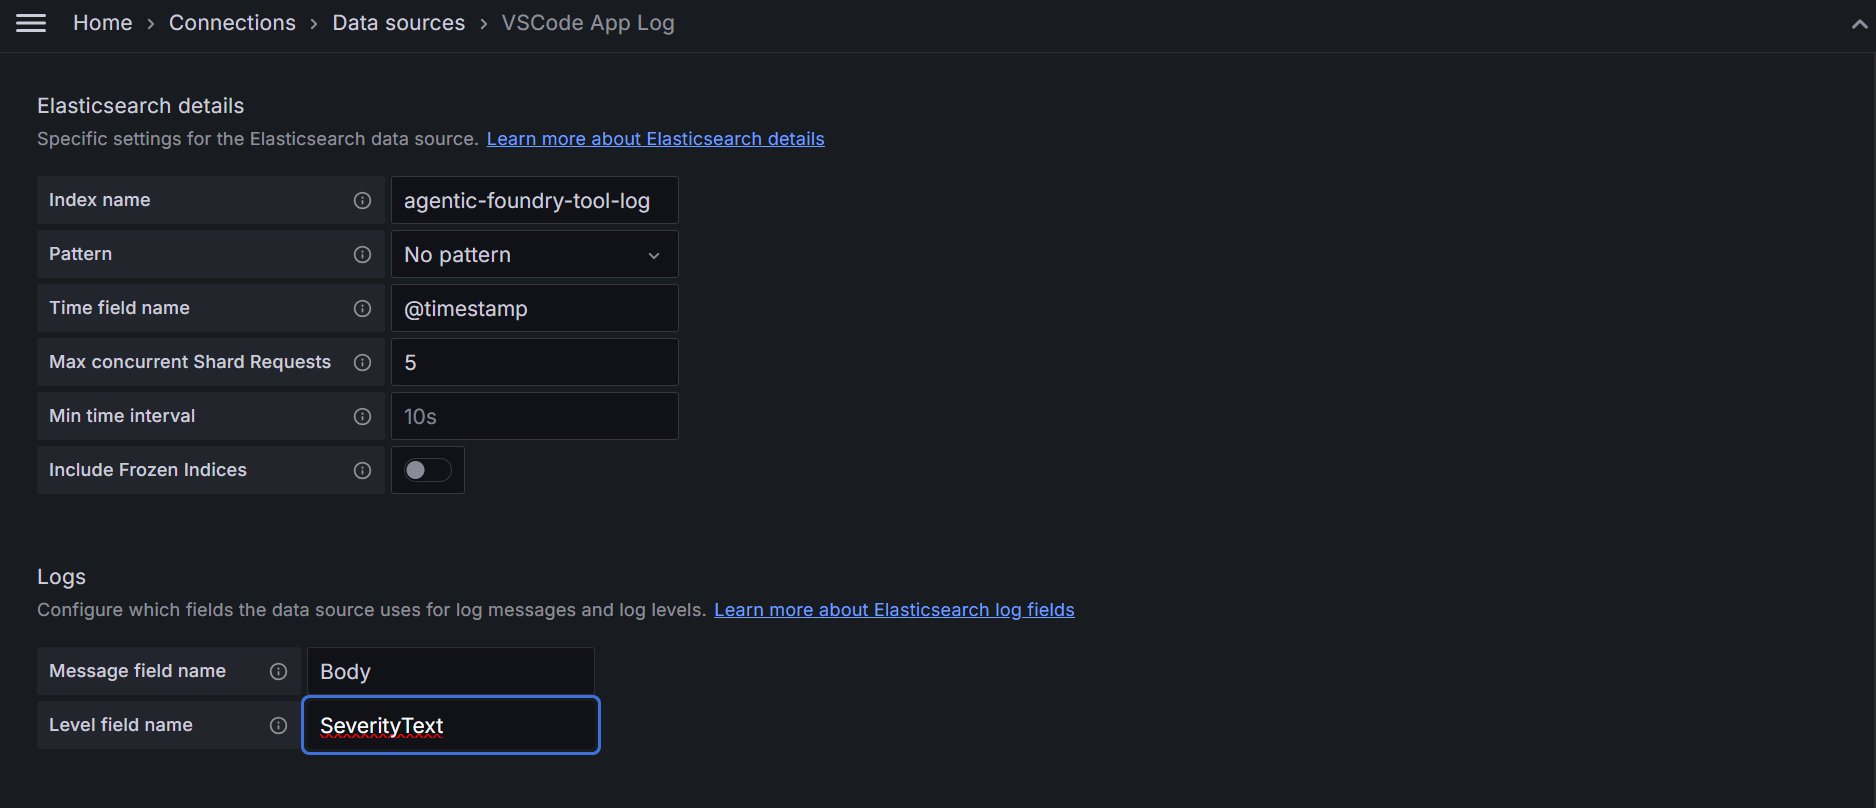 Home › Connections › Data sources › VSCode App Log
Elasticsearch details
Specific settings for the Elasticsearch data source. Learn more about Elasticsearch details
Index name agentic-foundry-tool-log
Pattern No pattern
Time field name @timestamp
Max concurrent Shard Requests 5
Min time interval 10s
Include Frozen Indices
Logs
Configure which fields the data source uses for log messages and log levels. Learn more about Elasticsearch log fields
Message field name Body
Level field name SeverityText